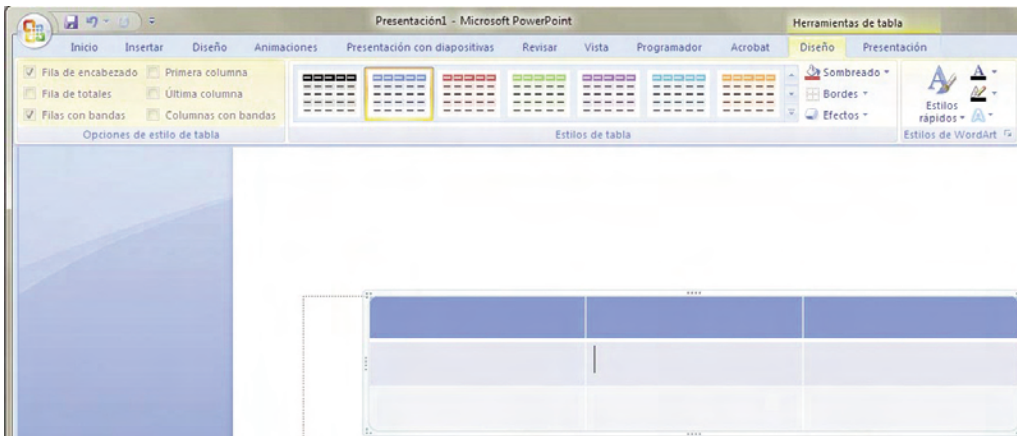 Presentación1 - Microsoft PowerPoint
Herramientas de tabla
Inicio Insertar Diseño Animaciones Presentación con diapositivas Revisar Vista Programador Acrobat Diseño Presentación
Fila de encabezado Primera columna
Fila de totales Última columna
Filas con bandas Columnas con bandas
Opciones de estilo de tabla
Estilos de tabla
Sombreado
Bordes
Efectos
Estilos
rápidos
A
A
A
Estilos de WordArt